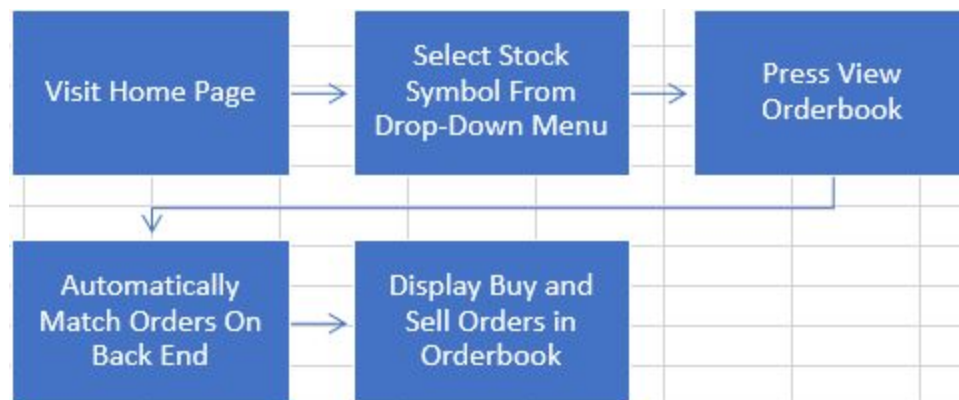 Visit Home Page
Select Stock
Symbol From
Drop-Down Menu
Press View
Orderbook
Automatically
Match Orders On
Back End
Display Buy and
Sell Orders in
Orderbook